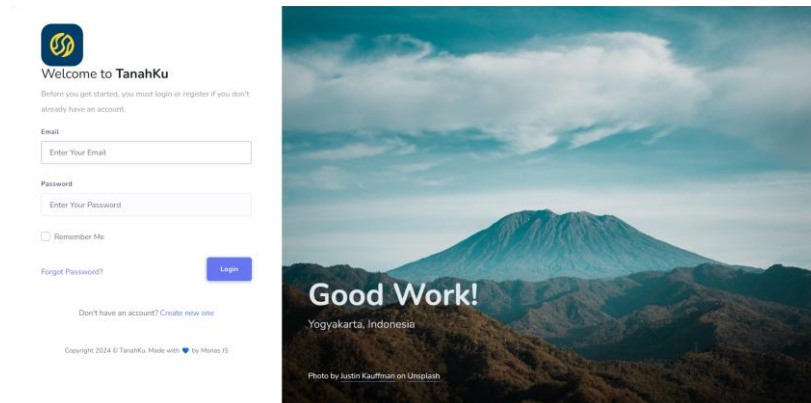 Welcome to TanahKu
Before you get started, you must login or register if you don't
already have an account.
Email
Enter Your Email
Password
Enter Your Password
Remember Me
Forgot Password?
Login
Don't have an account? Create new one
Copyright 2024 © TanahKu. Made with 💙 by Monas JS
Good Work!
Yogyakarta, Indonesia
Photo by Justin Kauffman on Unsplash